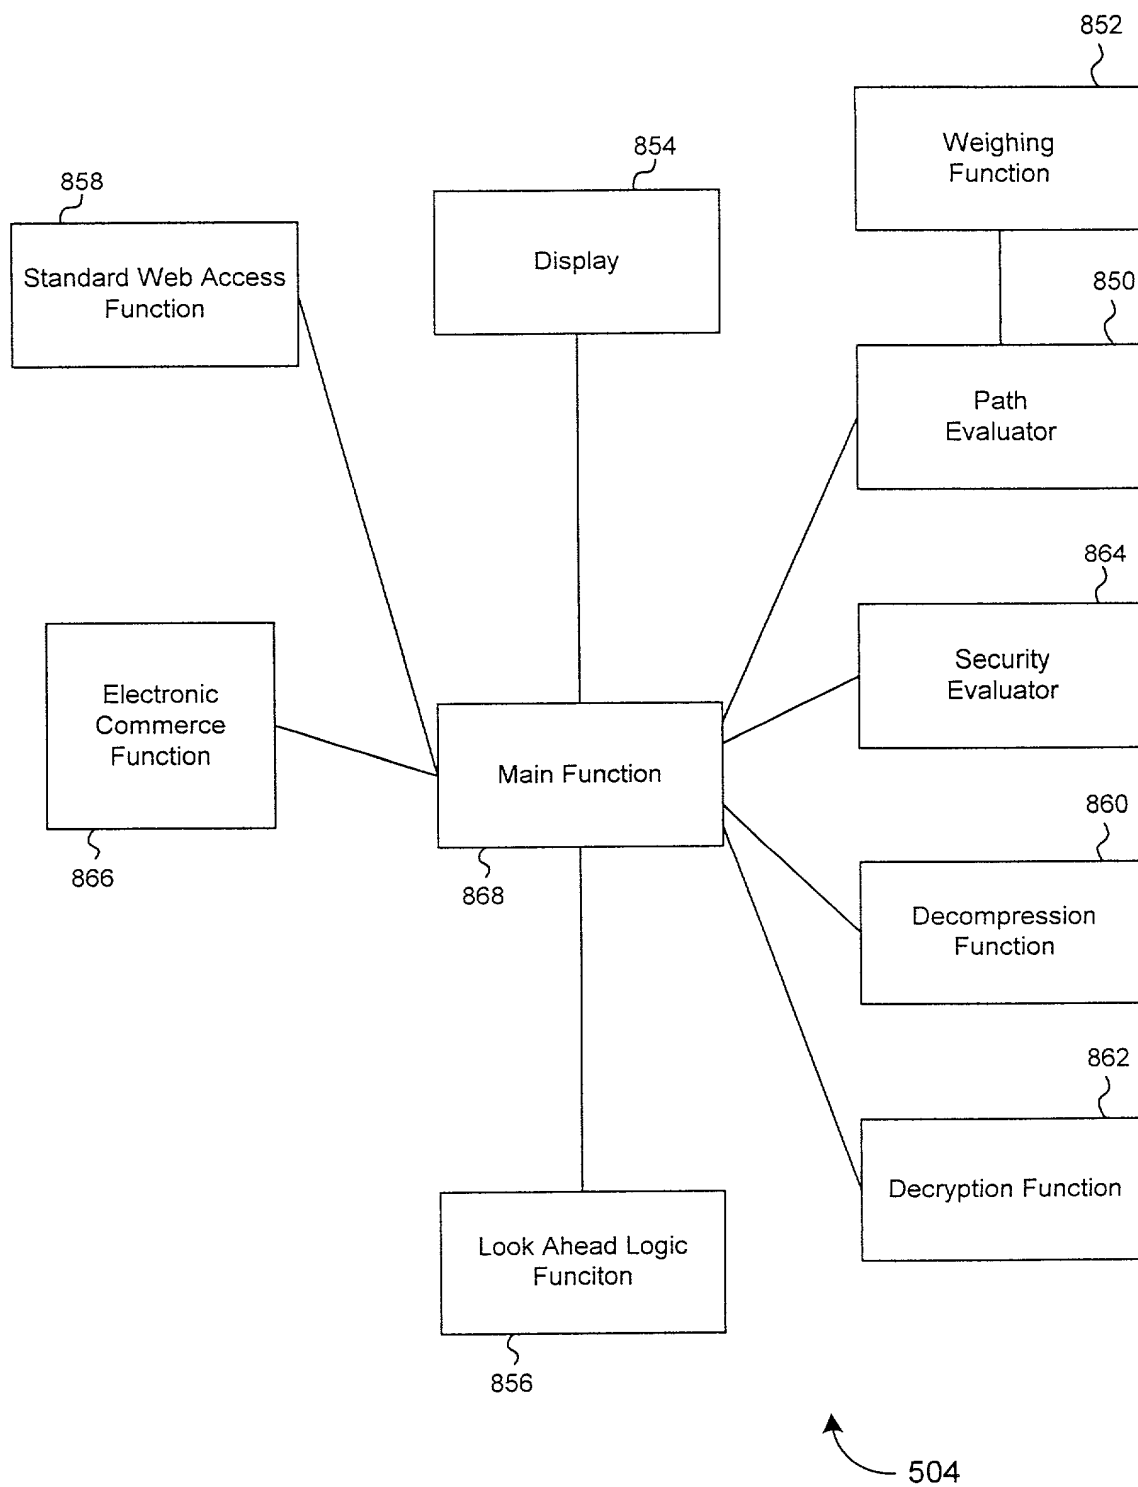 852
Weighing
Function
854
858
Display
Standard Web Access
Function
850
Path
Evaluator
864
Security
Evaluator
Electronic
Commerce
Function
Main Function
866
868
860
Decompression
Function
862
Decryption Function
Look Ahead Logic
Funciton
856
504